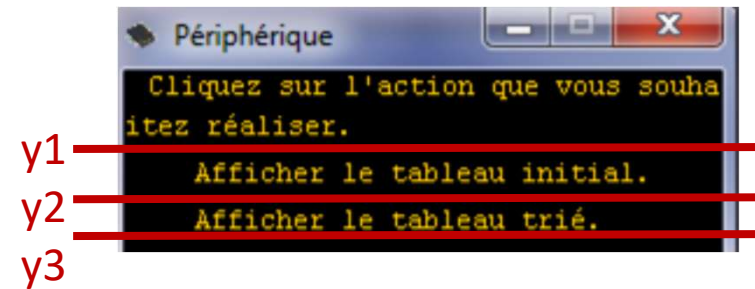 Périphérique
Cliquez sur l'action que vous souha
itez réaliser.
y1
Afficher le tableau initial.
y2
Afficher le tableau trié.
y3